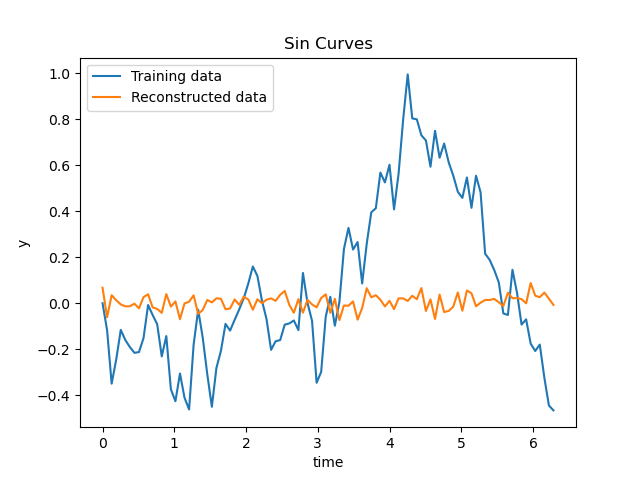 Sin Curves
Training data
Reconstructed data
1.0
0.8
0.6
0.4
0.2
0.0
−0.2
−0.4
y
0 1 2 3 4 5 6
time